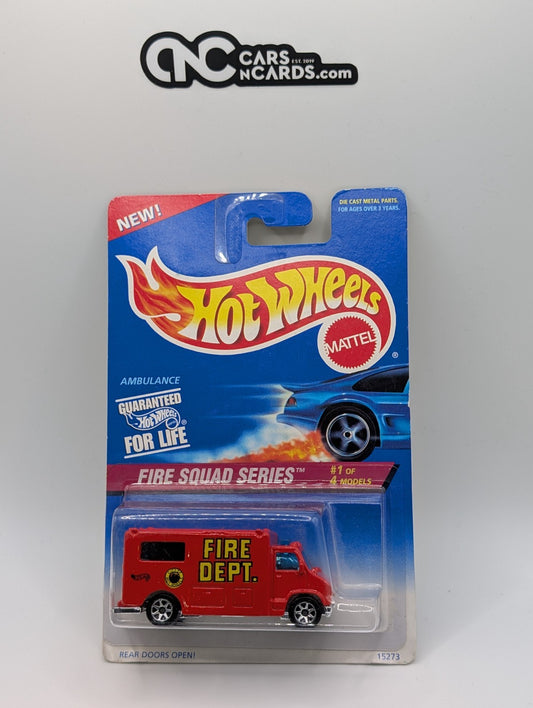 CNC CARS EST. 2019
NCARDS.com
NEW!
DIE CAST METAL PARTS.
FOR AGES OVER 3 YEARS.
HOT WHEELS
MATTEL
®
AMBULANCE
GUARANTEED
Hot Wheels
FOR LIFE
FIRE SQUAD SERIES™
#1 OF
4 MODELS
FIRE
DEPT.
REAR DOORS OPEN!
15273